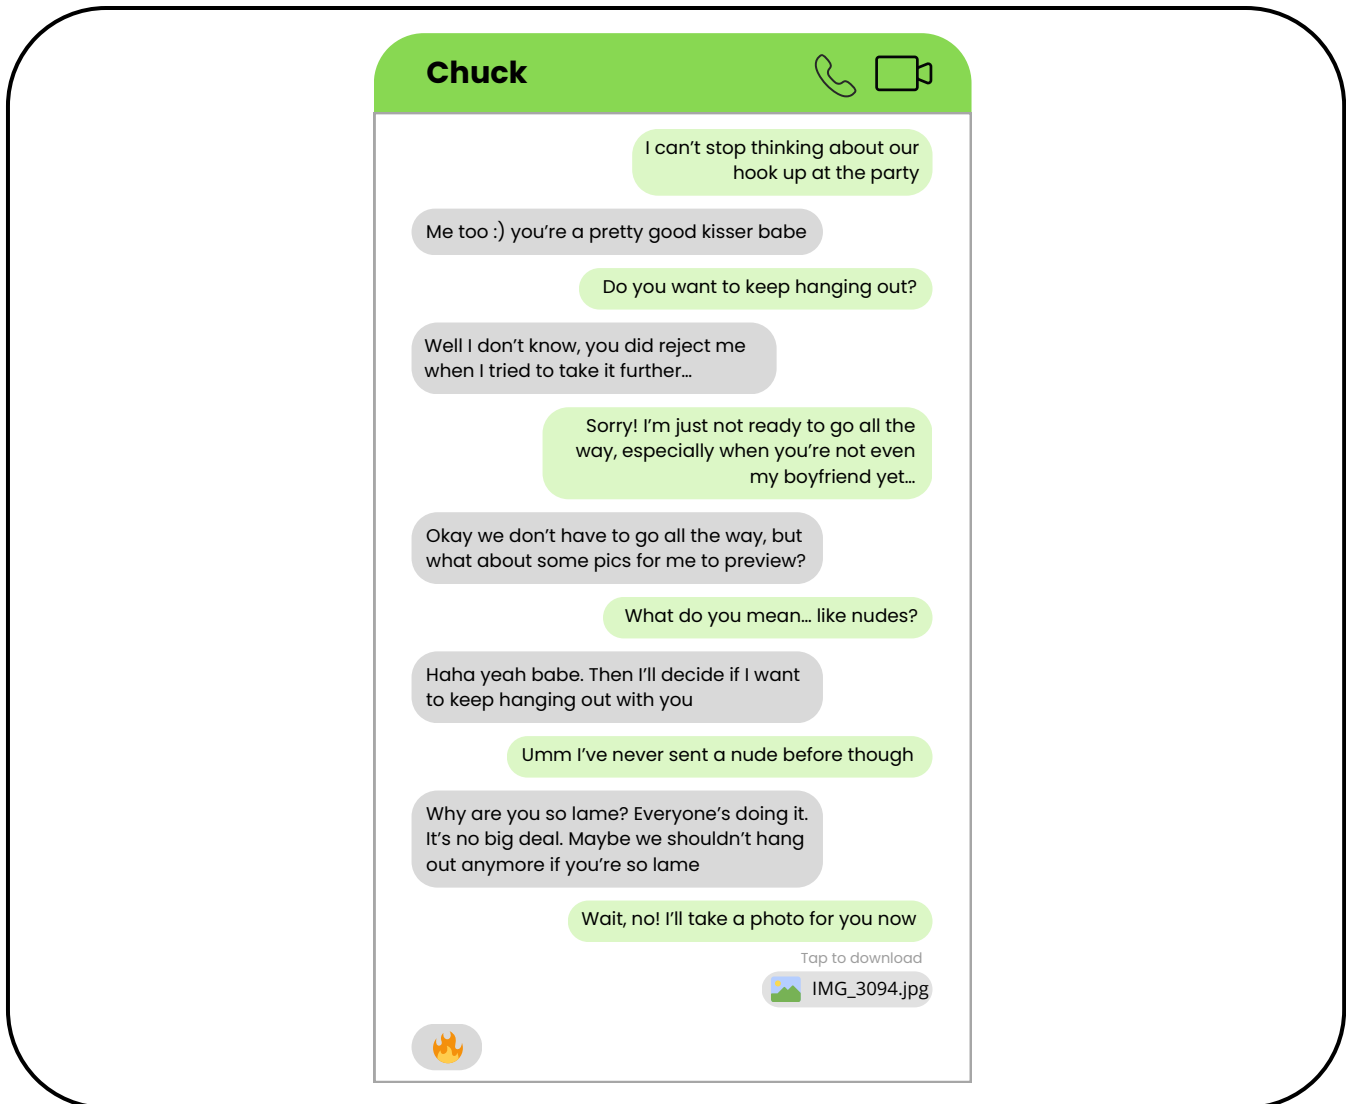 Chuck
I can't stop thinking about our
hook up at the party
Me too :) you're a pretty good kisser babe
Do you want to keep hanging out?
Well I don't know, you did reject me
when I tried to take it further...
Sorry! I'm just not ready to go all the
way, especially when you're not even
my boyfriend yet...
Okay we don't have to go all the way, but
what about some pics for me to preview?
What do you mean... like nudes?
Haha yeah babe. Then I'll decide if I want
to keep hanging out with you
Umm I've never sent a nude before though
Why are you so lame? Everyone's doing it.
It's no big deal. Maybe we shouldn't hang
out anymore if you're so lame
Wait, no! I'll take a photo for you now
Tap to download
IMG_3094.jpg